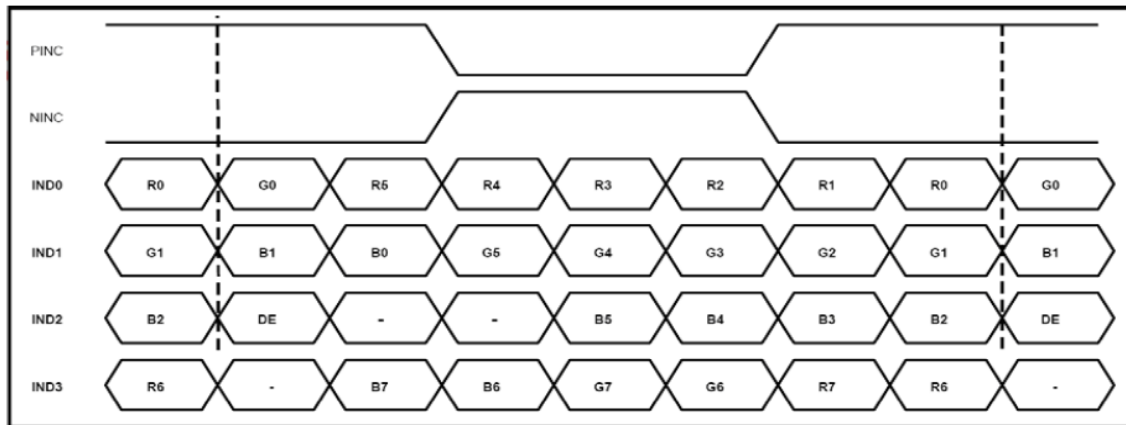 PINC
NINC
IND0 R0 G0 R5 R4 R3 R2 R1 R0 G0
IND1 G1 B1 B0 G5 G4 G3 G2 G1 B1
IND2 B2 DE - - B5 B4 B3 B2 DE
IND3 R6 - B7 B6 G7 G6 R7 R6 -